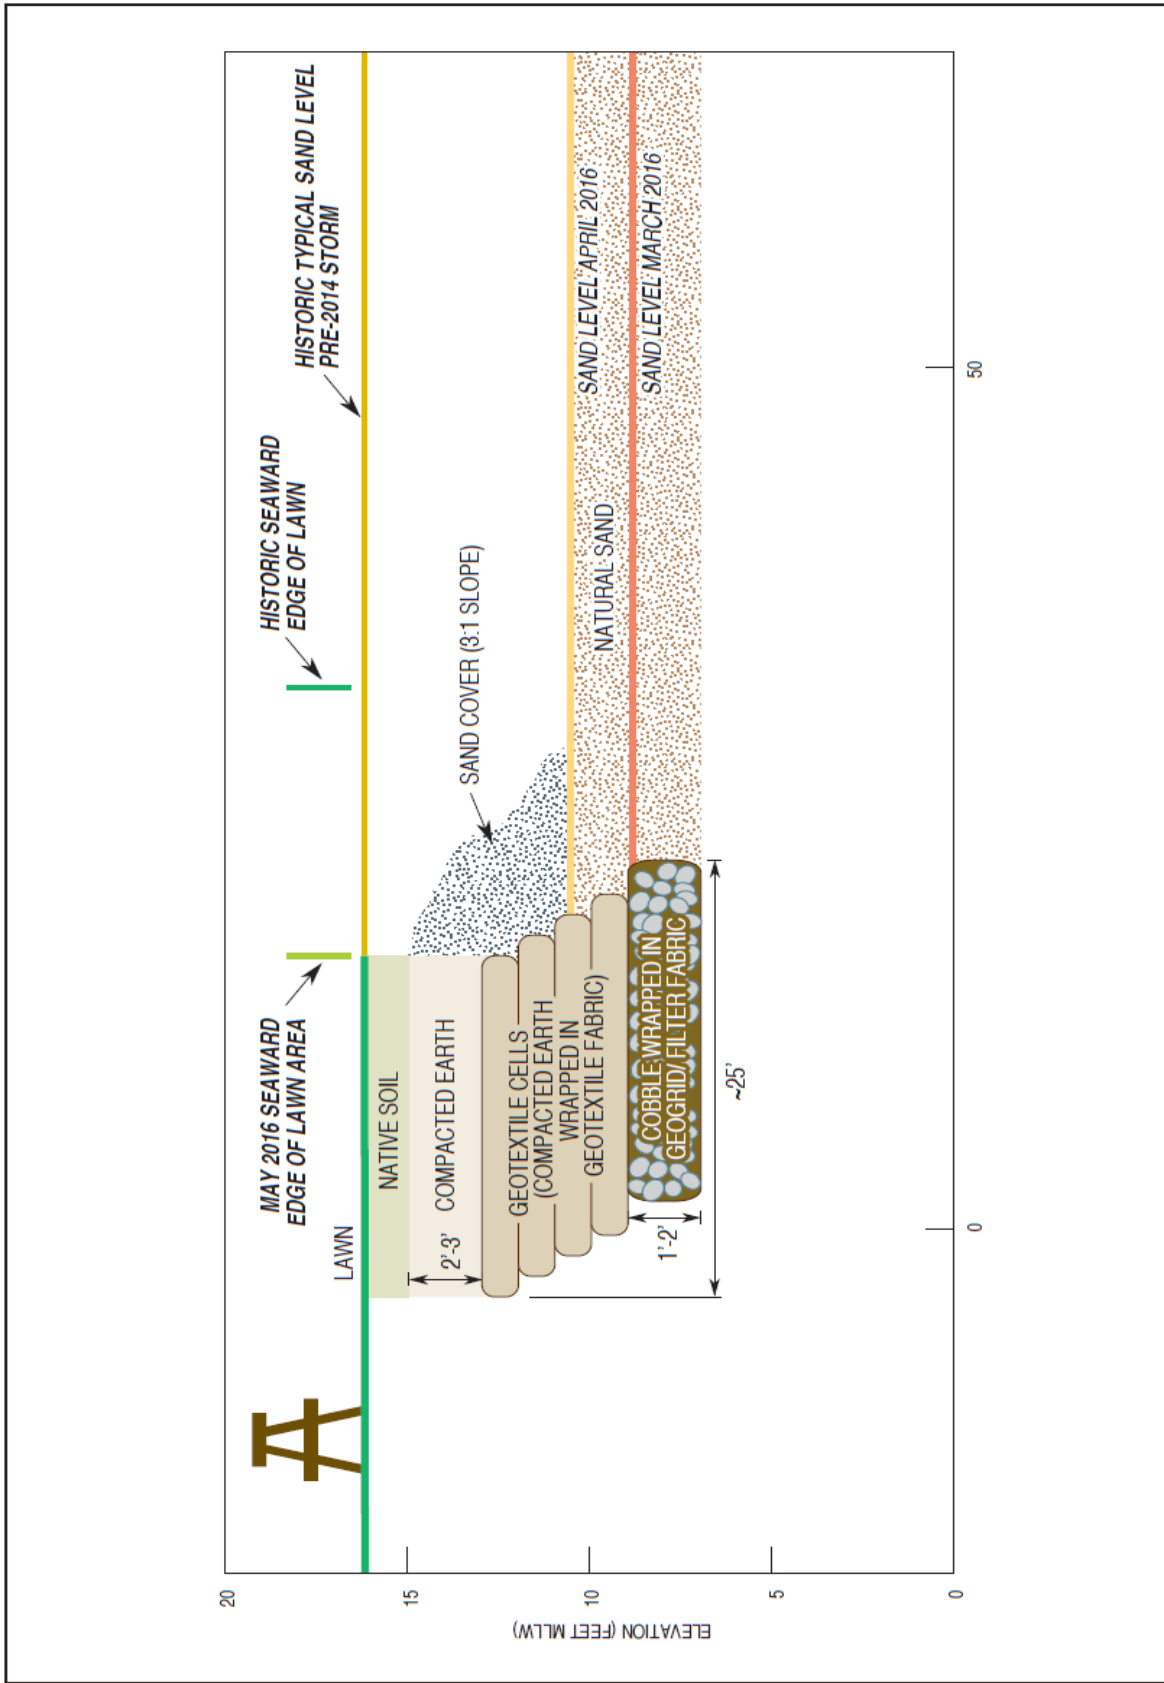 MAY 2016 SEAWARD
EDGE OF LAWN AREA
HISTORIC SEAWARD
EDGE OF LAWN
HISTORIC TYPICAL SAND LEVEL
PRE-2014 STORM
LAWN
NATIVE SOIL
2'-3'
COMPACTED EARTH
SAND COVER (3:1 SLOPE)
GEOTEXTILE CELLS
(COMPACTED EARTH
WRAPPED IN
GEOTEXTILE FABRIC)
SAND LEVEL APRIL 2016
NATURAL SAND
SAND LEVEL MARCH 2016
1'-2'
COBBLE WRAPPED IN
GEOGRID/ FILTER FABRIC
~25'
20
15
10
5
0
ELEVATION (FEET MLLW)
0
50